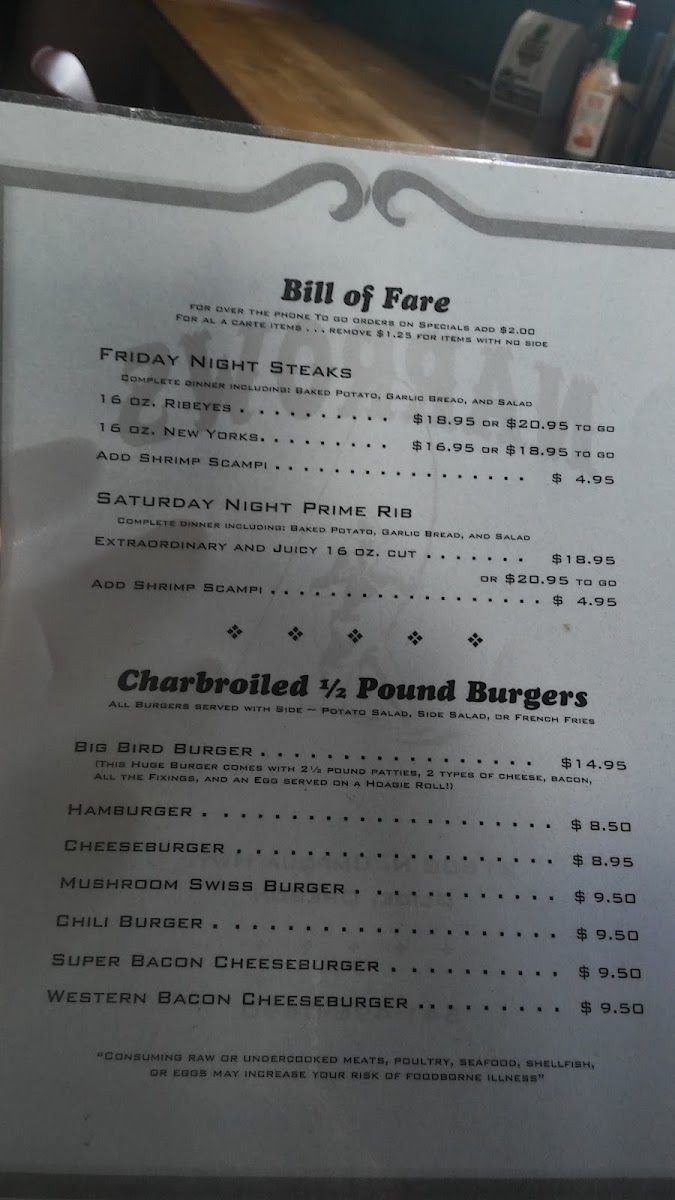 Bill of Fare
FOR OVER THE PHONE TO GO ORDERS ON SPECIALS ADD $2.00
FOR AL A CARTE ITEMS . . . REMOVE $1.25 FOR ITEMS WITH NO SIDE
FRIDAY NIGHT STEAKS
COMPLETE DINNER INCLUDING: BAKED POTATO, GARLIC BREAD, AND SALAD
16 OZ. RIBEYES . . . . . . . . . . $18.95 OR $20.95 TO GO
16 OZ. NEW YORKS. . . . . . . . . $16.95 OR $18.95 TO GO
ADD SHRIMP SCAMPI . . . . . . . . . . . . . . . . . . $ 4.95
SATURDAY NIGHT PRIME RIB
COMPLETE DINNER INCLUDING: BAKED POTATO, GARLIC BREAD, AND SALAD
EXTRAORDINARY AND JUICY 16 OZ. CUT . . . . . . . $18.95
OR $20.95 TO GO
ADD SHRIMP SCAMPI . . . . . . . . . . . . . . . . . . . $ 4.95
Charbroiled ½ Pound Burgers
ALL BURGERS SERVED WITH SIDE – POTATO SALAD, SIDE SALAD, OR FRENCH FRIES
BIG BIRD BURGER . . . . . . . . . . . . . . . . . $14.95
(THIS HUGE BURGER COMES WITH 2½ POUND PATTIES, 2 TYPES OF CHEESE, BACON,
ALL THE FIXINGS, AND AN EGG SERVED ON A HOAGIE ROLL!)
HAMBURGER . . . . . . . . . . . . . . . . . . . . . . $ 8.50
CHEESEBURGER . . . . . . . . . . . . . . . . . . . . $ 8.95
MUSHROOM SWISS BURGER . . . . . . . . . . . . $ 9.50
CHILI BURGER . . . . . . . . . . . . . . . . . . . . . $ 9.50
SUPER BACON CHEESEBURGER . . . . . . . . . . $ 9.50
WESTERN BACON CHEESEBURGER . . . . . . . . . $ 9.50
"CONSUMING RAW OR UNDERCOOKED MEATS, POULTRY, SEAFOOD, SHELLFISH,
OR EGGS MAY INCREASE YOUR RISK OF FOODBORNE ILLNESS"